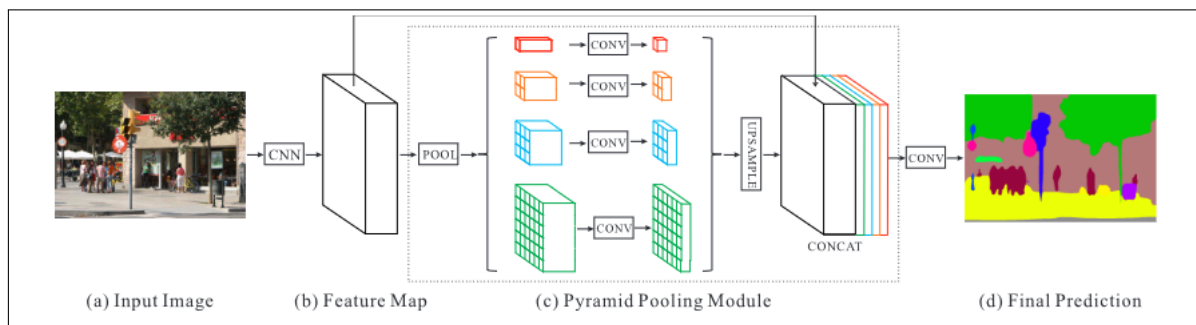 CNN
POOL
CONV
CONV
CONV
CONV
UPSAMPLE
CONCAT
CONV
(a) Input Image
(b) Feature Map
(c) Pyramid Pooling Module
(d) Final Prediction